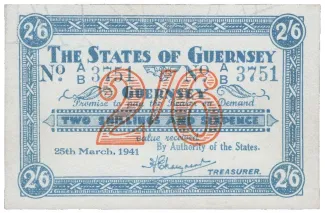 2/6 2/6
THE STATES OF GUERNSEY
No A/B 3751 No A/B 3751
2/6
GUERNSEY
Promise to pay the Bearer on Demand
TWO SHILLINGS AND SIXPENCE
value received
25th March, 1941 By Authority of the States.
TREASURER.
2/6 2/6